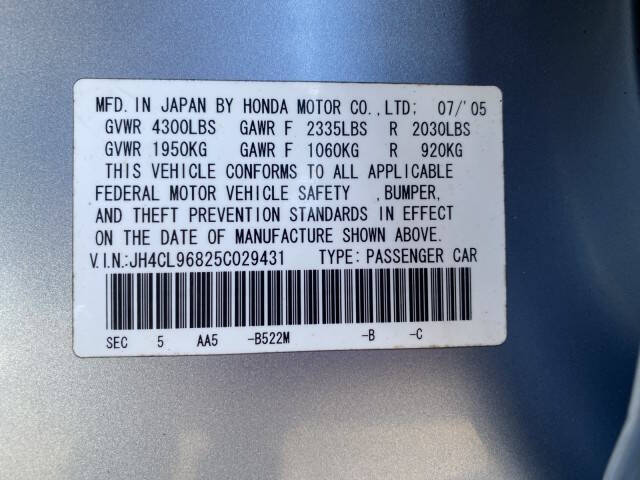 MFD. IN JAPAN BY HONDA MOTOR CO., LTD; 07/'05
GVWR 4300LBS GAWR F 2335LBS R 2030LBS
GVWR 1950KG GAWR F 1060KG R 920KG
THIS VEHICLE CONFORMS TO ALL APPLICABLE
FEDERAL MOTOR VEHICLE SAFETY , BUMPER,
AND THEFT PREVENTION STANDARDS IN EFFECT
ON THE DATE OF MANUFACTURE SHOWN ABOVE.
V.I.N.:JH4CL96825C029431 TYPE: PASSENGER CAR
SEC 5 AA5 -B522M -B -C